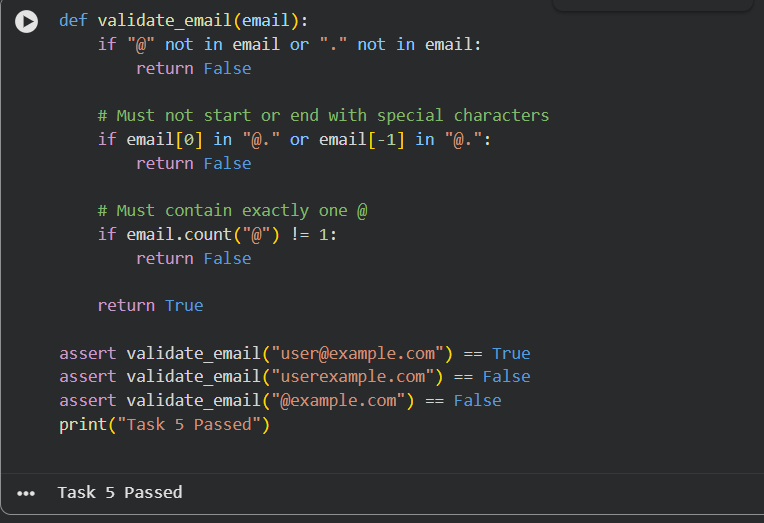 def validate_email(email):
    if "@" not in email or "." not in email:
        return False
    # Must not start or end with special characters
    if email[0] in "@." or email[-1] in "@.":
        return False
    # Must contain exactly one @
    if email.count("@") != 1:
        return False
    return True
assert validate_email("user@example.com") == True
assert validate_email("userexample.com") == False
assert validate_email("@example.com") == False
print("Task 5 Passed")
Task 5 Passed